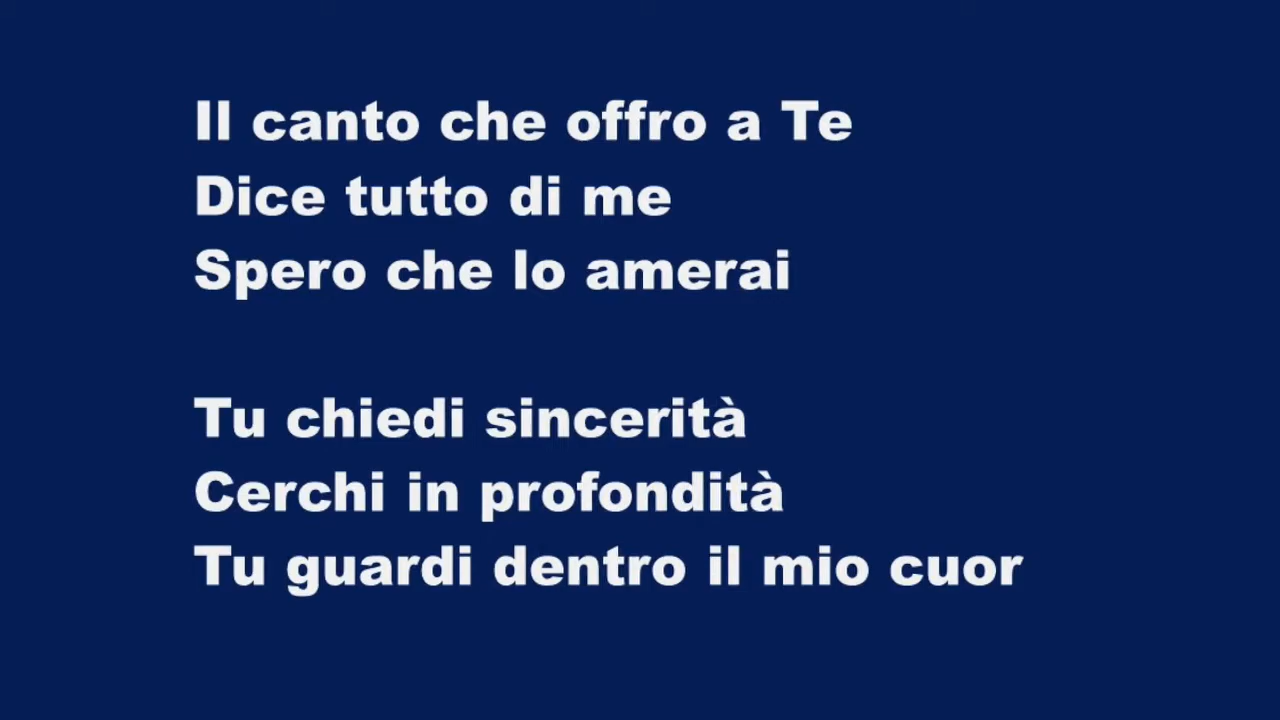 Il canto che offro a Te
Dice tutto di me
Spero che lo amerai
Tu chiedi sincerità
Cerchi in profondità
Tu guardi dentro il mio cuor